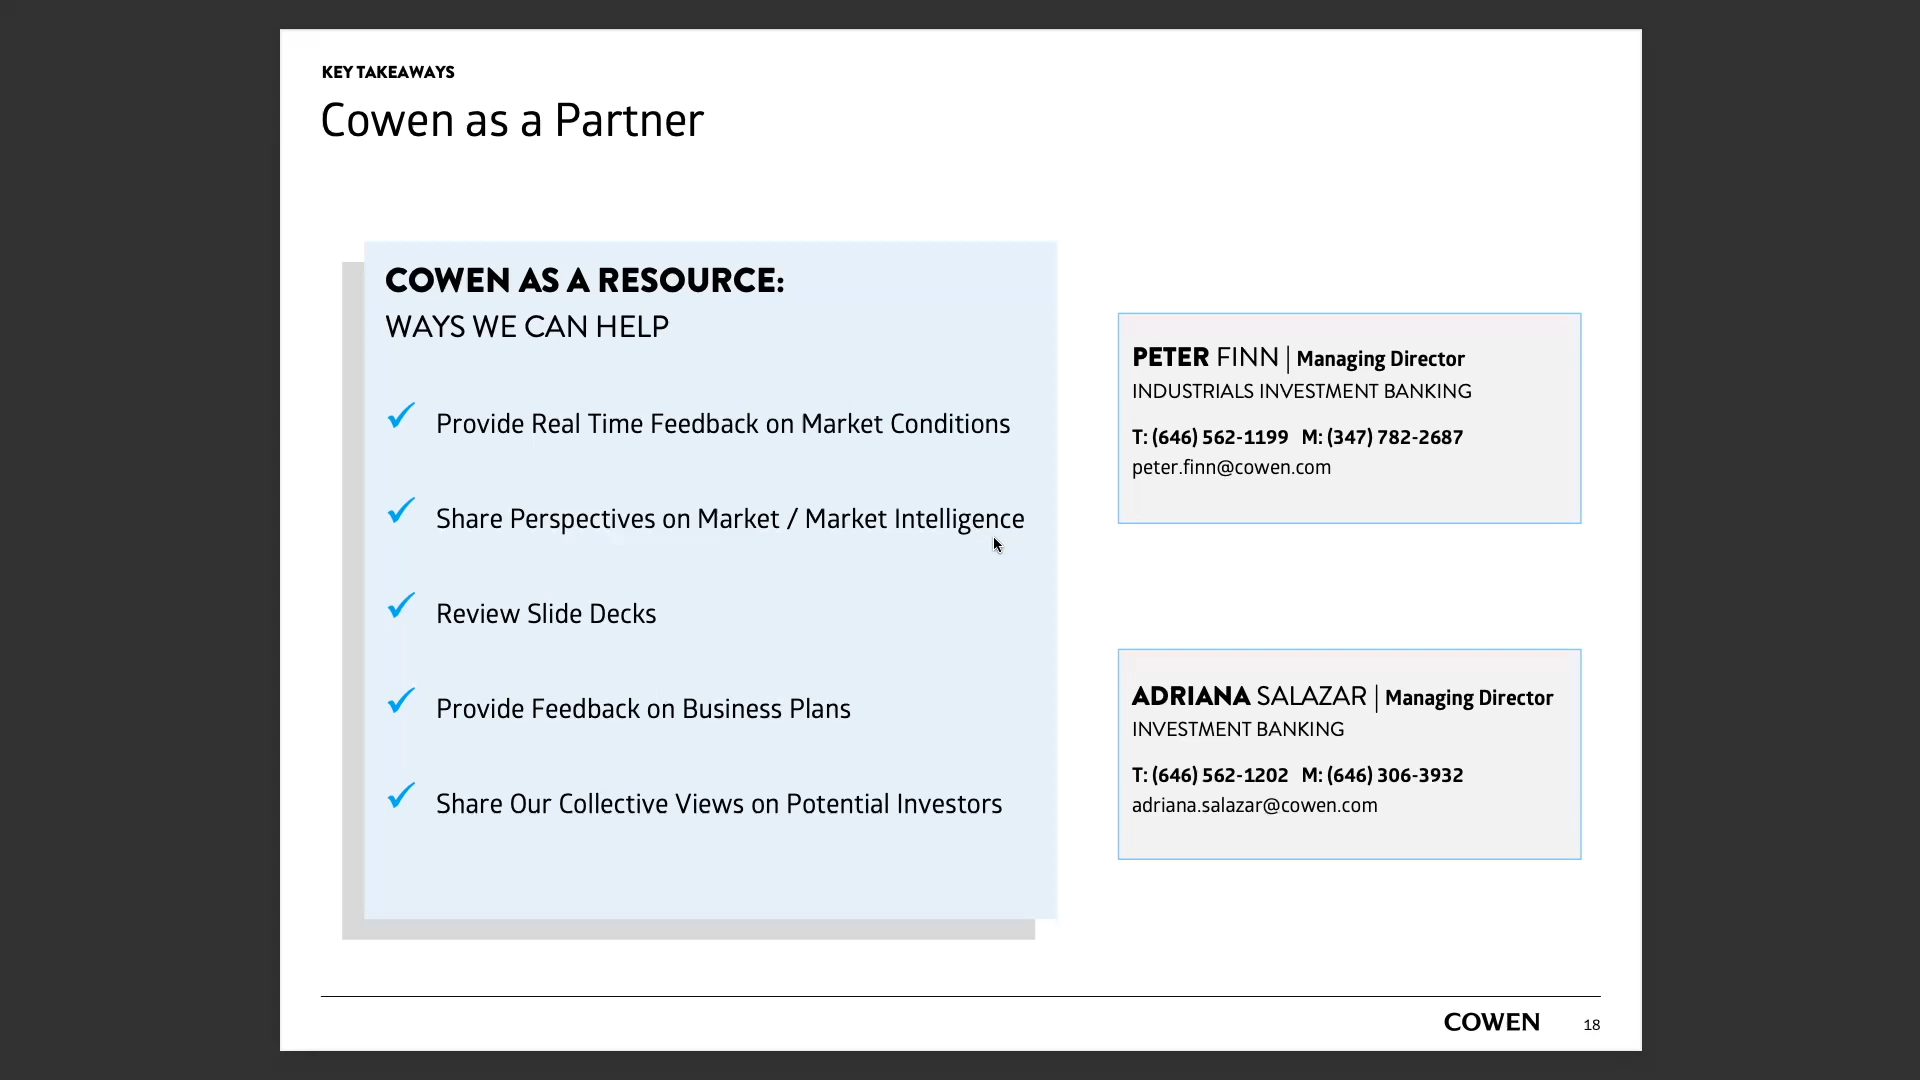 KEY TAKEAWAYS
Cowen as a Partner
COWEN AS A RESOURCE:
WAYS WE CAN HELP
Provide Real Time Feedback on Market Conditions
Share Perspectives on Market / Market Intelligence
Review Slide Decks
Provide Feedback on Business Plans
Share Our Collective Views on Potential Investors
PETER FINN | Managing Director
INDUSTRIALS INVESTMENT BANKING
T: (646) 562-1199 M: (347) 782-2687
peter.finn@cowen.com
ADRIANA SALAZAR | Managing Director
INVESTMENT BANKING
T: (646) 562-1202 M: (646) 306-3932
adriana.salazar@cowen.com
COWEN 18